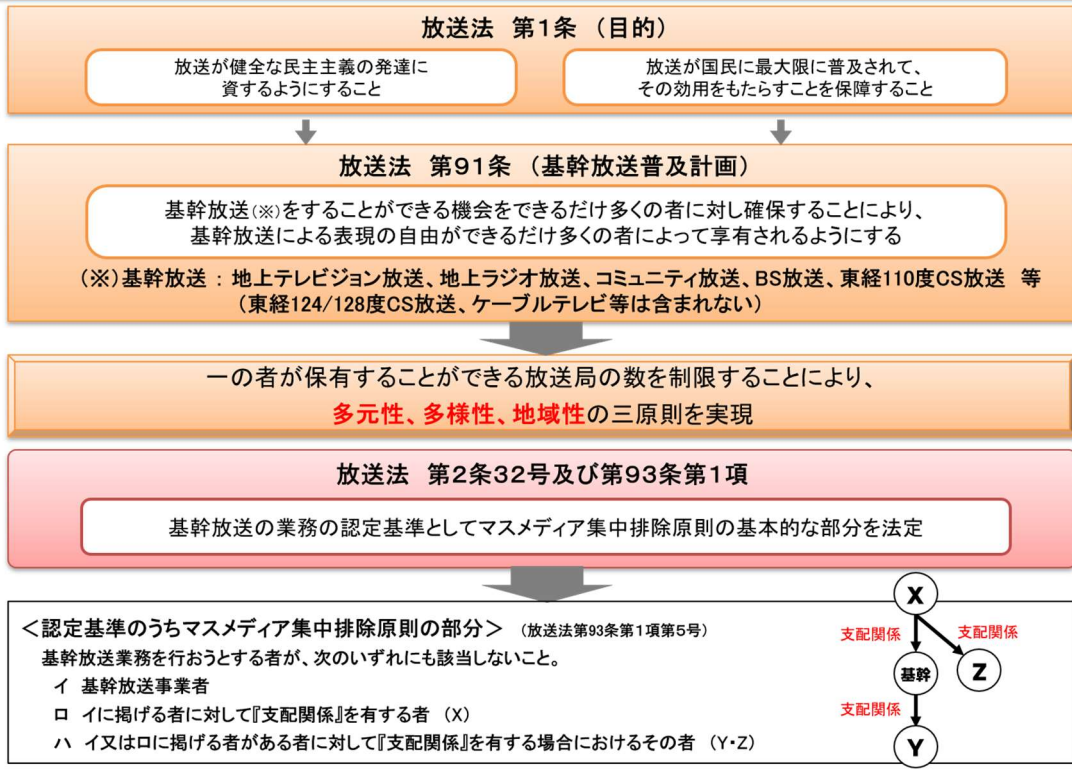 放送法　第1条　（目的）
放送が健全な民主主義の発達に
資するようにすること
放送が国民に最大限に普及されて、
その効用をもたらすことを保障すること
放送法　第91条　（基幹放送普及計画）
基幹放送(※)をすることができる機会をできるだけ多くの者に対し確保することにより、
基幹放送による表現の自由ができるだけ多くの者によって享有されるようにする
（※）基幹放送 ： 地上テレビジョン放送、地上ラジオ放送、コミュニティ放送、BS放送、東経110度CS放送　等
（東経124/128度CS放送、ケーブルテレビ等は含まれない）
一の者が保有することができる放送局の数を制限することにより、
多元性、多様性、地域性の三原則を実現
放送法　第２条32号及び第93条第１項
基幹放送の業務の認定基準としてマスメディア集中排除原則の基本的な部分を法定
＜認定基準のうちマスメディア集中排除原則の部分＞　（放送法第93条第1項第5号）
基幹放送業務を行おうとする者が、次のいずれにも該当しないこと。
イ　基幹放送事業者
ロ　イに掲げる者に対して『支配関係』を有する者　（X）
ハ　イ又はロに掲げる者がある者に対して『支配関係』を有する場合におけるその者　（Y・Z）
X
支配関係
支配関係
基幹
Z
支配関係
Y